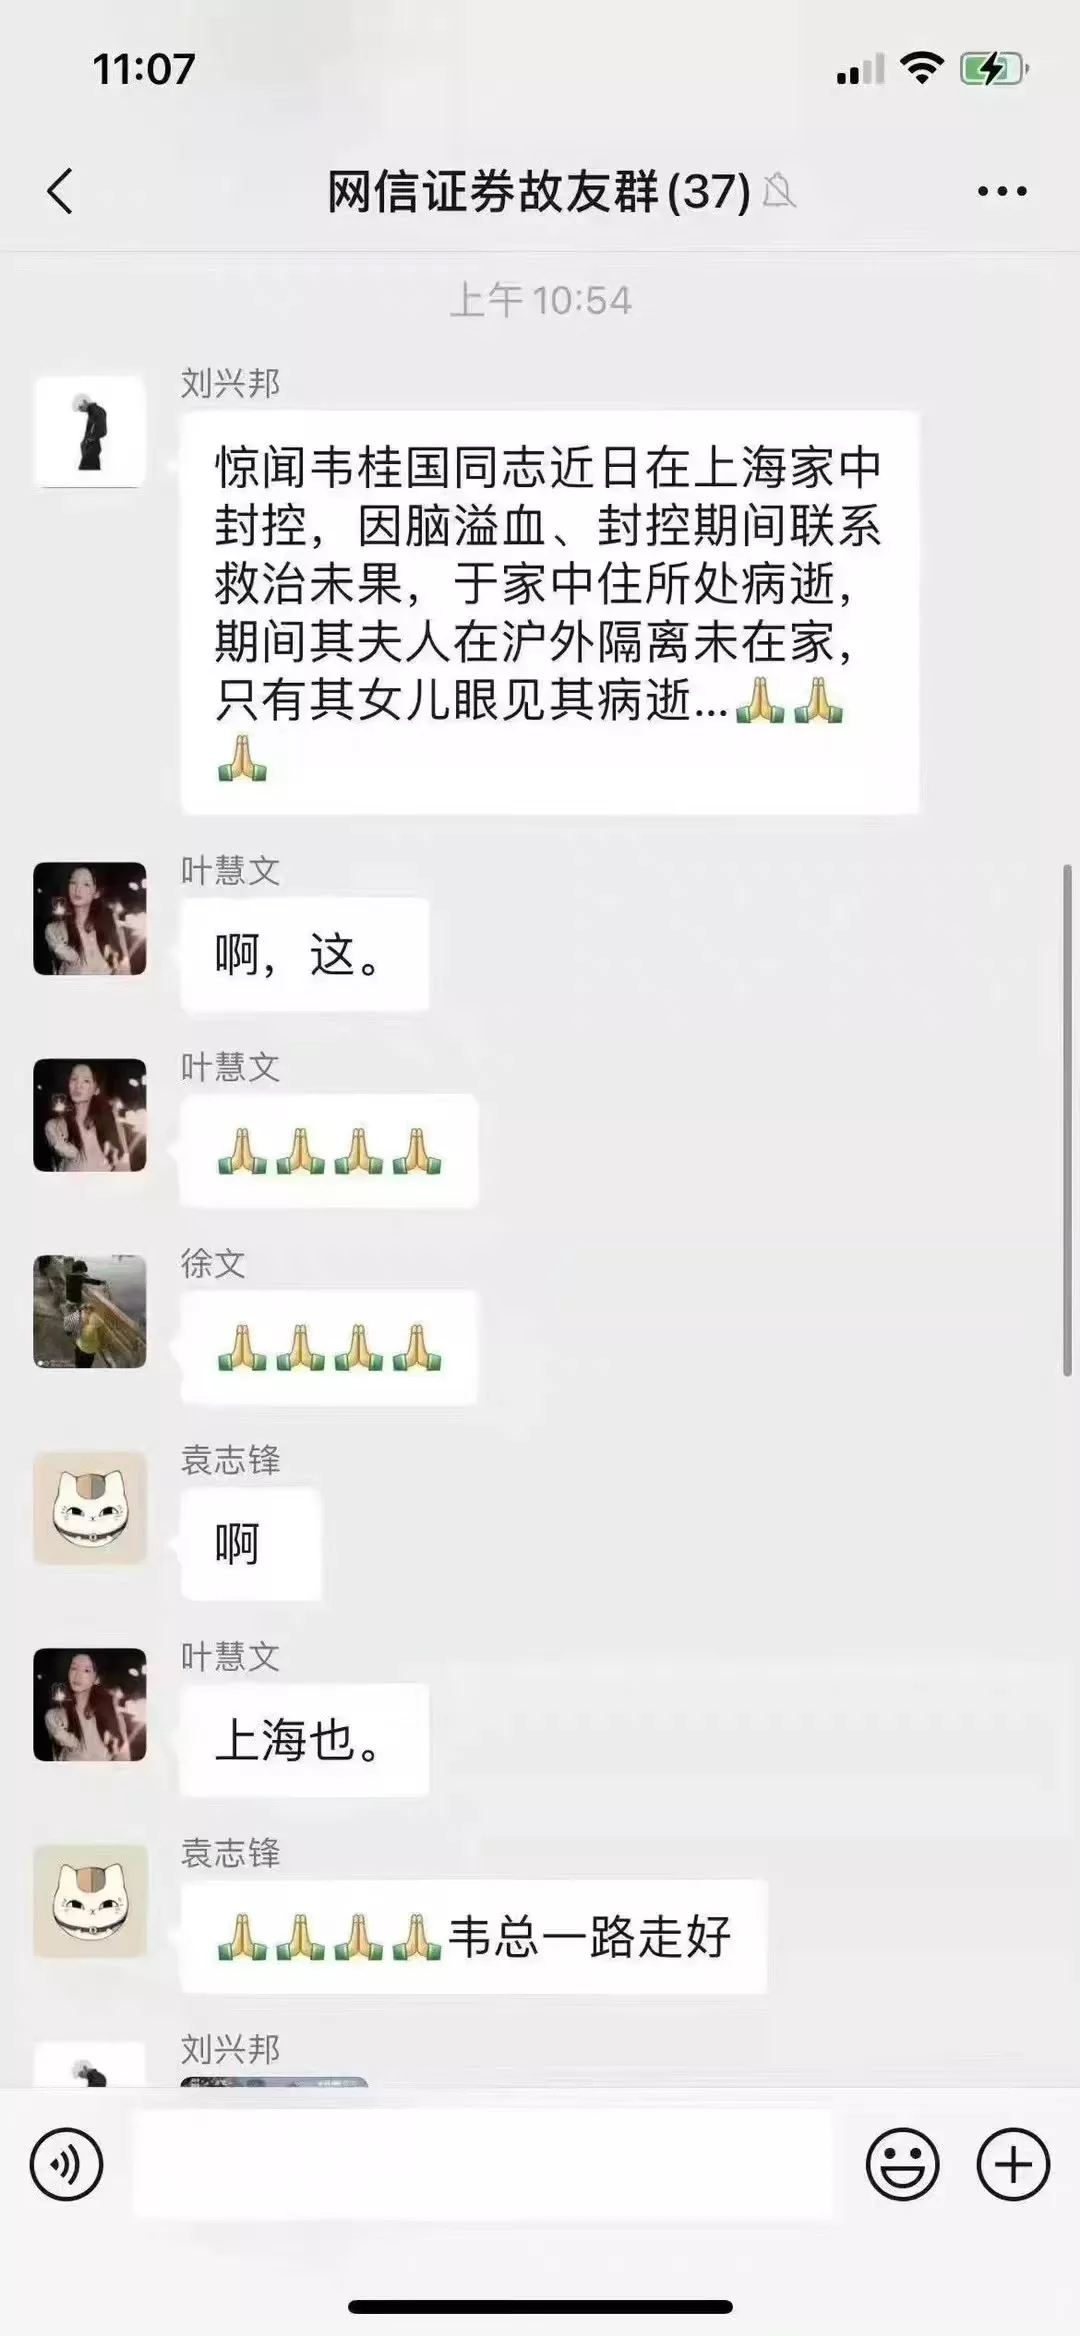 11:07
网信证券故友群(37)
上午 10:54
刘兴邦
惊闻韦桂国同志近日在上海家中
封控，因脑溢血、封控期间联系
救治未果，于家中住所处病逝，
期间其夫人在沪外隔离未在家，
只有其女儿眼见其病逝...🙏🙏
🙏
叶慧文
啊，这。
叶慧文
🙏🙏🙏🙏
徐文
🙏🙏🙏🙏
袁志锋
啊
叶慧文
上海也。
袁志锋
🙏🙏🙏🙏韦总一路走好
刘兴邦